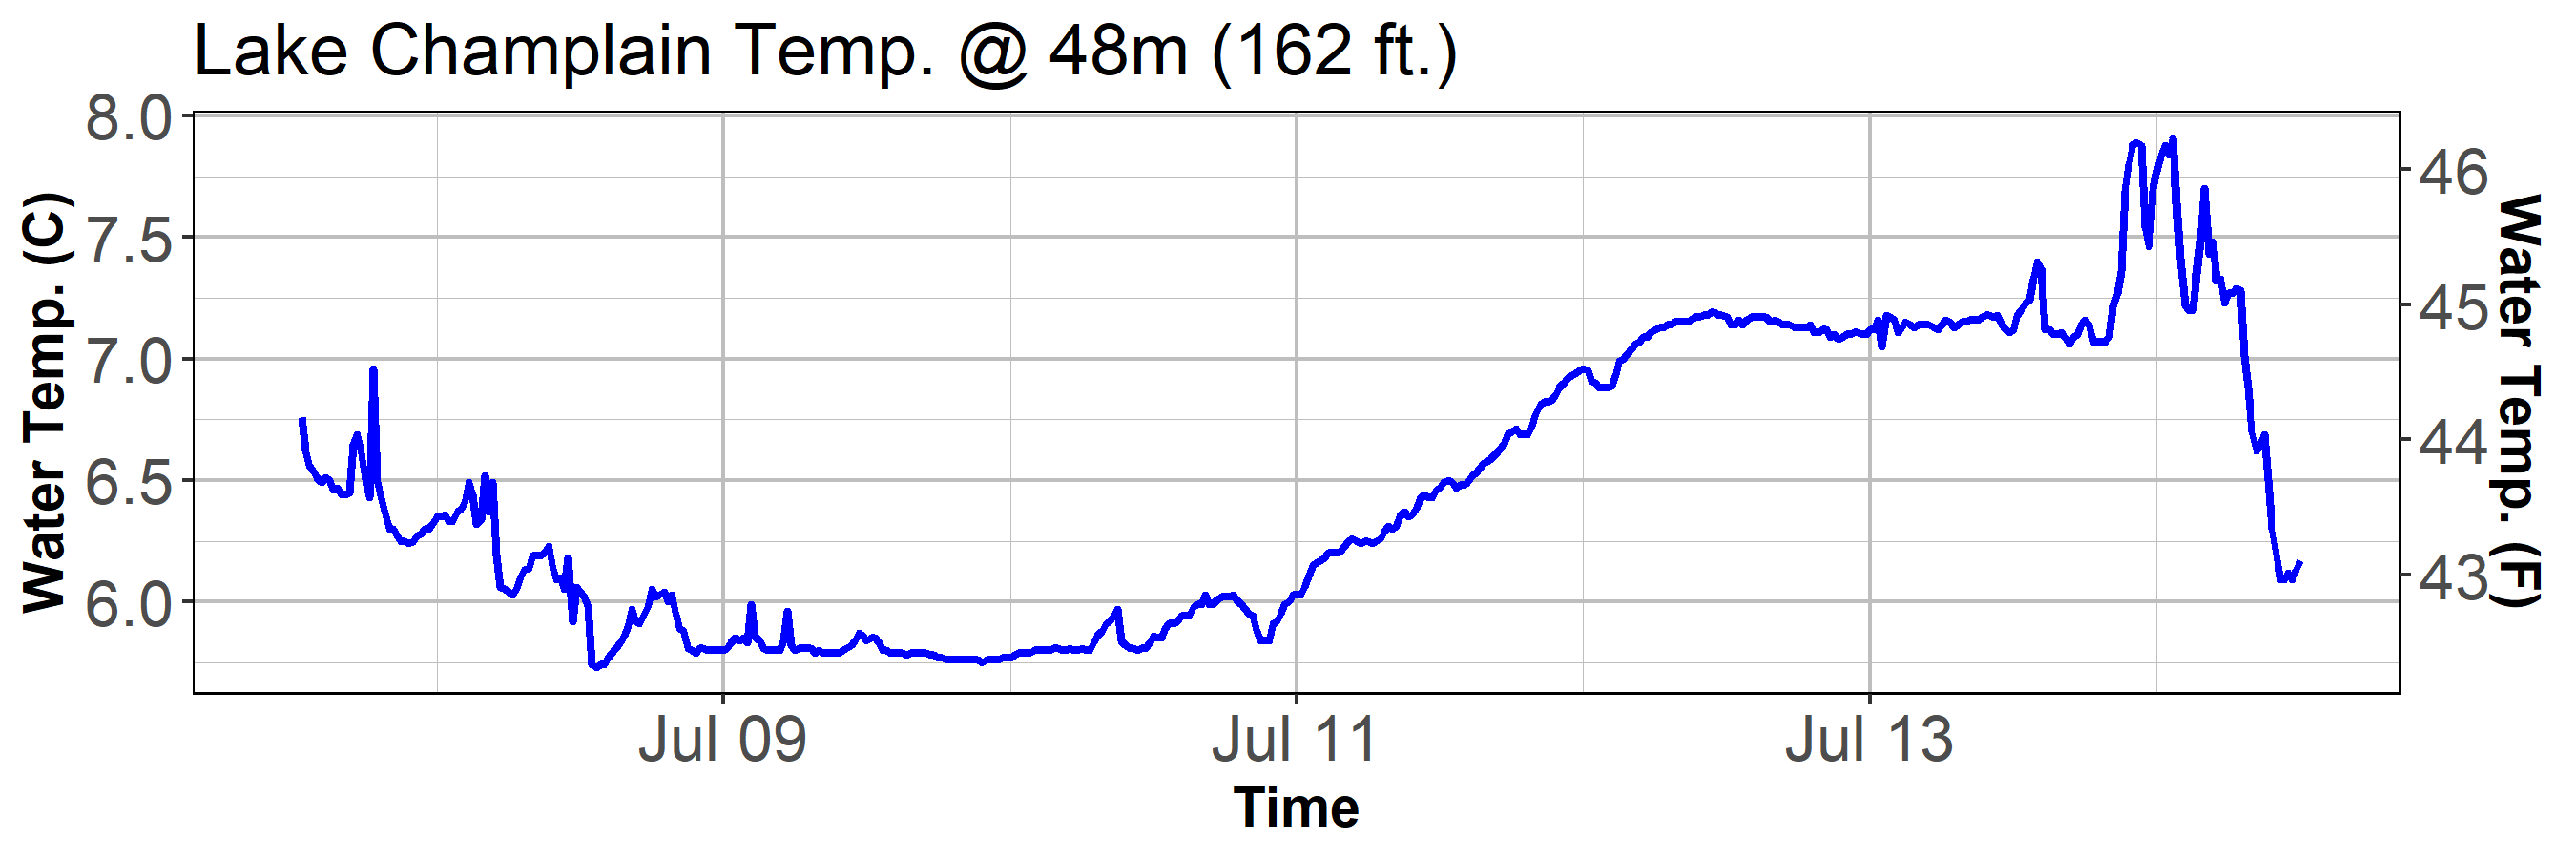 Lake Champlain Temp. @ 48m (162 ft.)
8.0
7.5
7.0
6.5
6.0
Water Temp. (C)
46
45
44
43
Water Temp. (F)
Jul 09
Jul 11
Jul 13
Time